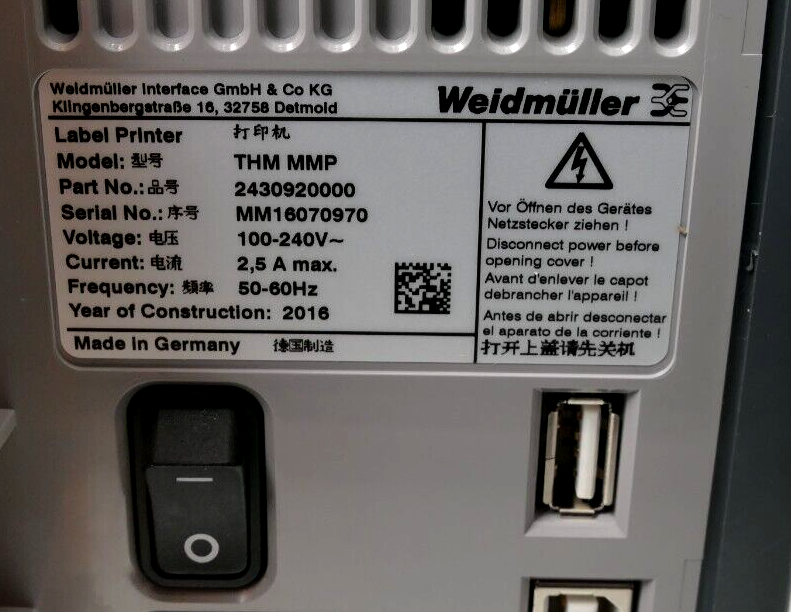 Weidmüller Interface GmbH & Co KG
Klingenbergstraße 16, 32758 Detmold
Weidmüller
Label Printer 打印机
Model: 型号 THM MMP
Part No.: 品号 2430920000
Serial No.: 序号 MM16070970
Voltage: 电压 100-240V~
Current: 电流 2,5 A max.
Frequency: 频率 50-60Hz
Year of Construction: 2016
Made in Germany 德国制造
Vor Öffnen des Gerätes
Netzstecker ziehen !
Disconnect power before
opening cover !
Avant d'enlever le capot
debrancher l'appareil !
Antes de abrir desconectar
el aparato de la corriente !
打开上盖请先关机